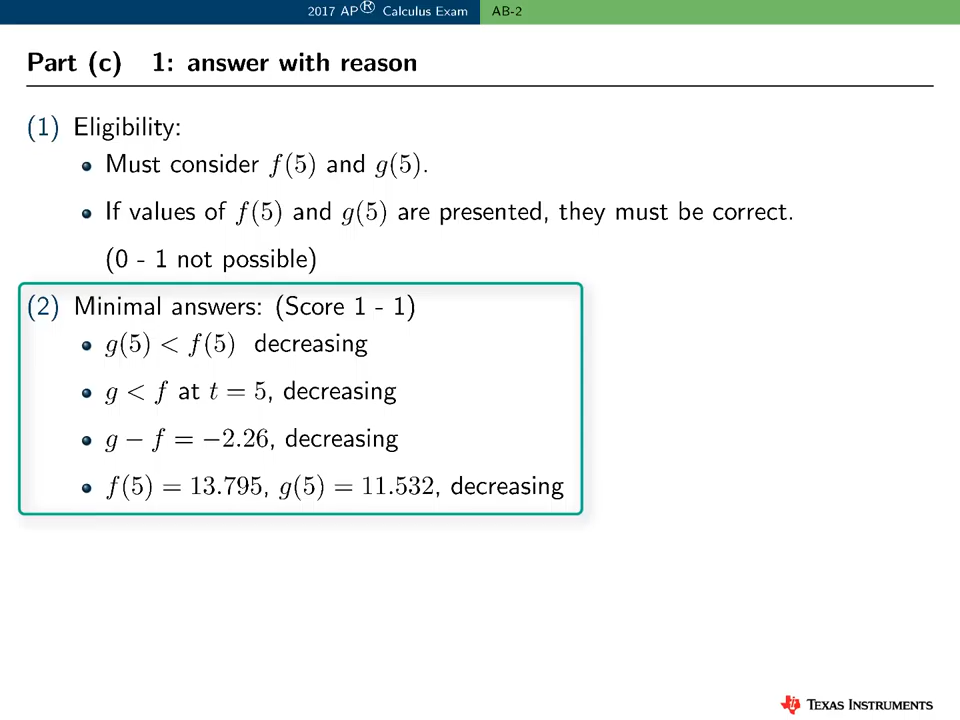 2017 AP® Calculus Exam AB-2
Part (c) 1: answer with reason
(1) Eligibility:
• Must consider f(5) and g(5).
• If values of f(5) and g(5) are presented, they must be correct.
(0 - 1 not possible)
(2) Minimal answers: (Score 1 - 1)
• g(5) < f(5) decreasing
• g < f at t = 5, decreasing
• g − f = −2.26, decreasing
• f(5) = 13.795, g(5) = 11.532, decreasing
TEXAS INSTRUMENTS